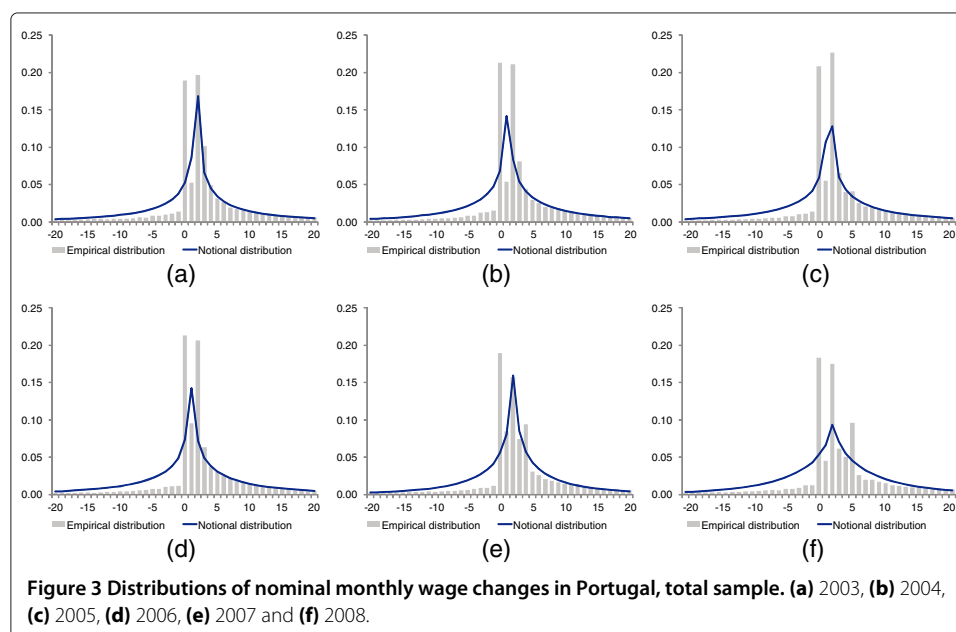 0.25 0.25 0.25
0.20 0.20 0.20
0.15 0.15 0.15
0.10 0.10 0.10
0.05 0.05 0.05
0.00 0.00 0.00
-20 -15 -10 -5 0 5 10 15 20 -20 -15 -10 -5 0 5 10 15 20 -20 -15 -10 -5 0 5 10 15 20
Empirical distribution Notional distribution Empirical distribution Notional distribution Empirical distribution Notional distribution
(a) (b) (c)
0.25 0.25 0.25
0.20 0.20 0.20
0.15 0.15 0.15
0.10 0.10 0.10
0.05 0.05 0.05
0.00 0.00 0.00
-20 -15 -10 -5 0 5 10 15 20 -20 -15 -10 -5 0 5 10 15 20 -20 -15 -10 -5 0 5 10 15 20
Empirical distribution Notional distribution Empirical distribution Notional distribution Empirical distribution Notional distribution
(d) (e) (f)
Figure 3 Distributions of nominal monthly wage changes in Portugal, total sample. (a) 2003, (b) 2004,
(c) 2005, (d) 2006, (e) 2007 and (f) 2008.